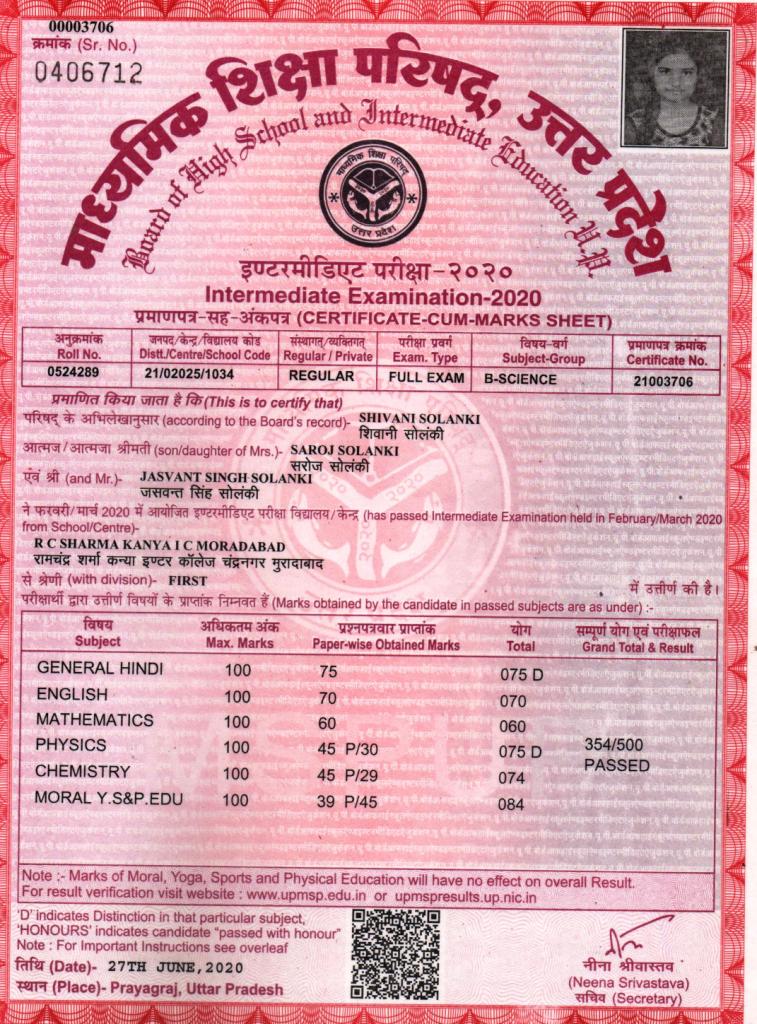 00003706
क्रमांक (Sr. No.)
0406712
माध्यमिक शिक्षा परिषद्, उत्तर प्रदेश
Board of High School and Intermediate Education U.P.
माध्यमिक शिक्षा परिषद
उत्तर प्रदेश
इण्टरमीडिएट परीक्षा-२०२०
Intermediate Examination-2020
प्रमाणपत्र-सह-अंकपत्र (CERTIFICATE-CUM-MARKS SHEET)
अनुक्रमांक जनपद/केन्द्र/विद्यालय कोड संस्थागत/व्यक्तिगत परीक्षा प्रवर्ग विषय-वर्ग प्रमाणपत्र क्रमांक
Roll No. Distt./Centre/School Code Regular / Private Exam. Type Subject-Group Certificate No.
0524289 21/02025/1034 REGULAR FULL EXAM B-SCIENCE 21003706
प्रमाणित किया जाता है कि (This is to certify that)
परिषद् के अभिलेखानुसार (according to the Board's record)- SHIVANI SOLANKI
शिवानी सोलंकी
आत्मज/आत्मजा श्रीमती (son/daughter of Mrs.)- SAROJ SOLANKI
सरोज सोलंकी
एवं श्री (and Mr.)- JASVANT SINGH SOLANKI
जसवन्त सिंह सोलंकी
ने फरवरी/मार्च 2020 में आयोजित इण्टरमीडिएट परीक्षा विद्यालय/केन्द्र (has passed Intermediate Examination held in February/March 2020
from School/Centre)-
R C SHARMA KANYA I C MORADABAD
रामचंद्र शर्मा कन्या इण्टर कॉलेज चंद्रनगर मुरादाबाद
से श्रेणी (with division)- FIRST में उत्तीर्ण की है।
परीक्षार्थी द्वारा उत्तीर्ण विषयों के प्राप्तांक निम्नवत हैं (Marks obtained by the candidate in passed subjects are as under) :-
विषय अधिकतम अंक प्रश्नपत्रवार प्राप्तांक योग सम्पूर्ण योग एवं परीक्षाफल
Subject Max. Marks Paper-wise Obtained Marks Total Grand Total & Result
GENERAL HINDI 100 75 075 D
ENGLISH 100 70 070
MATHEMATICS 100 60 060
PHYSICS 100 45 P/30 075 D 354/500
PASSED
CHEMISTRY 100 45 P/29 074
MORAL Y.S&P.EDU 100 39 P/45 084
Note :- Marks of Moral, Yoga, Sports and Physical Education will have no effect on overall Result.
For result verification visit website : www.upmsp.edu.in or upmspresults.up.nic.in
'D' indicates Distinction in that particular subject,
'HONOURS' indicates candidate "passed with honour"
Note : For Important Instructions see overleaf
तिथि (Date)- 27TH JUNE,2020
स्थान (Place)- Prayagraj, Uttar Pradesh
नीना श्रीवास्तव
(Neena Srivastava)
सचिव (Secretary)